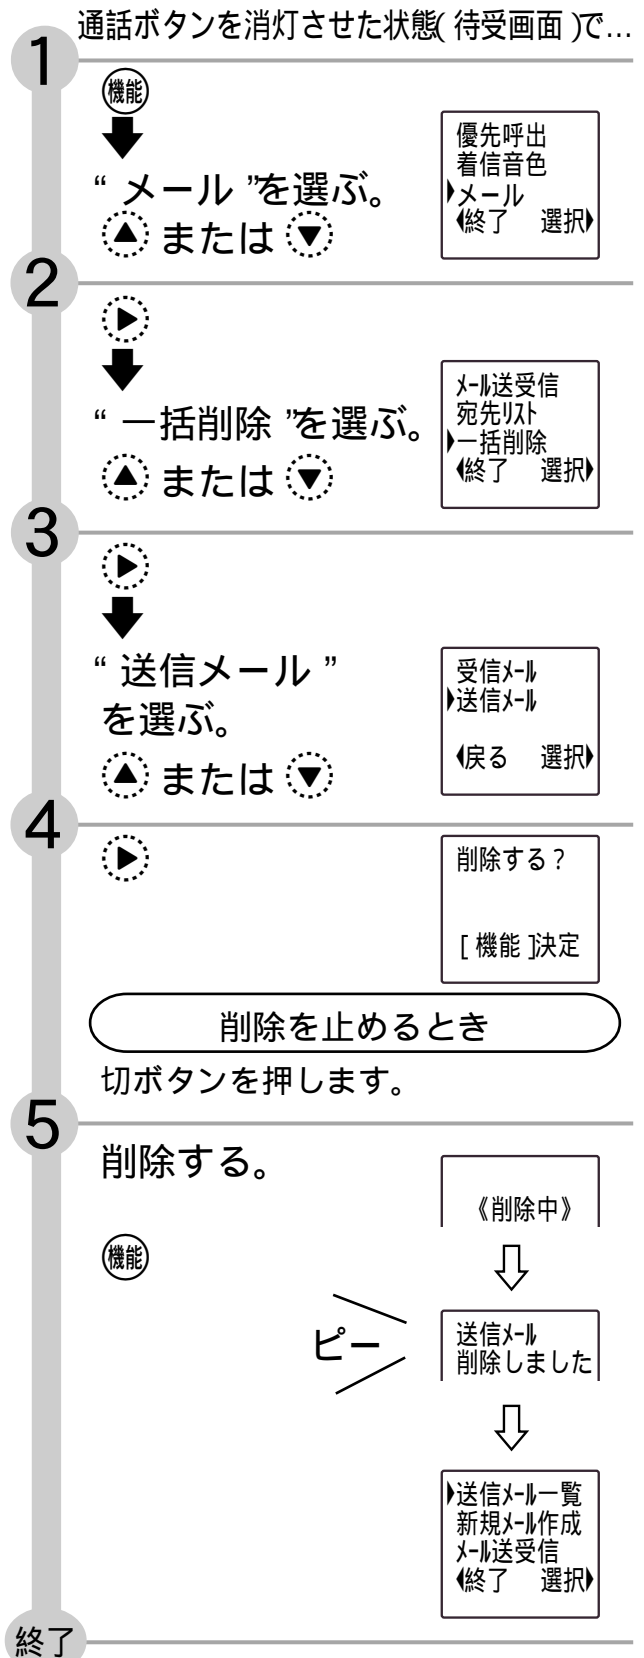 通話ボタンを消灯させた状態(待受画面)で…
1
機能
“メール”を選ぶ。
▲または▼
優先呼出
着信音色
メール
終了 選択
2
▶
“一括削除”を選ぶ。
▲または▼
メール送受信
宛先リスト
一括削除
終了 選択
3
▶
“送信メール”
を選ぶ。
▲または▼
受信メール
送信メール
戻る 選択
4
▶
削除する？
[機能]決定
削除を止めるとき
切ボタンを押します。
5
削除する。
機能
《削除中》
ピー
送信メール
削除しました
送信メール一覧
新規メール作成
メール送受信
終了 選択
終了